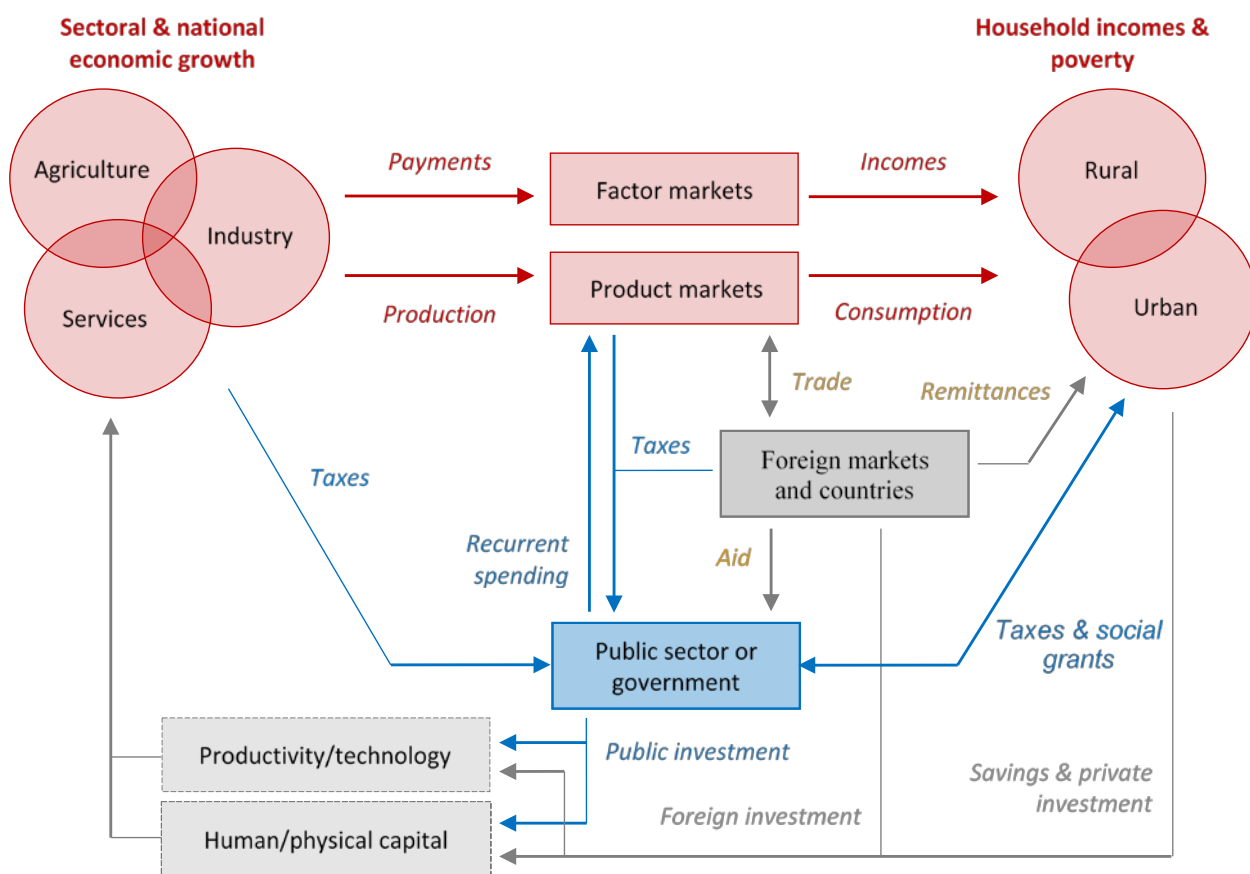 Sectoral & national
economic growth
Household incomes &
poverty
Agriculture
Industry
Services
Payments
Factor markets
Incomes
Rural
Product markets
Production
Consumption
Urban
Trade
Remittances
Taxes
Taxes
Foreign markets
and countries
Recurrent
spending
Aid
Public sector or
government
Taxes & social
grants
Productivity/technology
Public investment
Savings & private
investment
Human/physical capital
Foreign investment